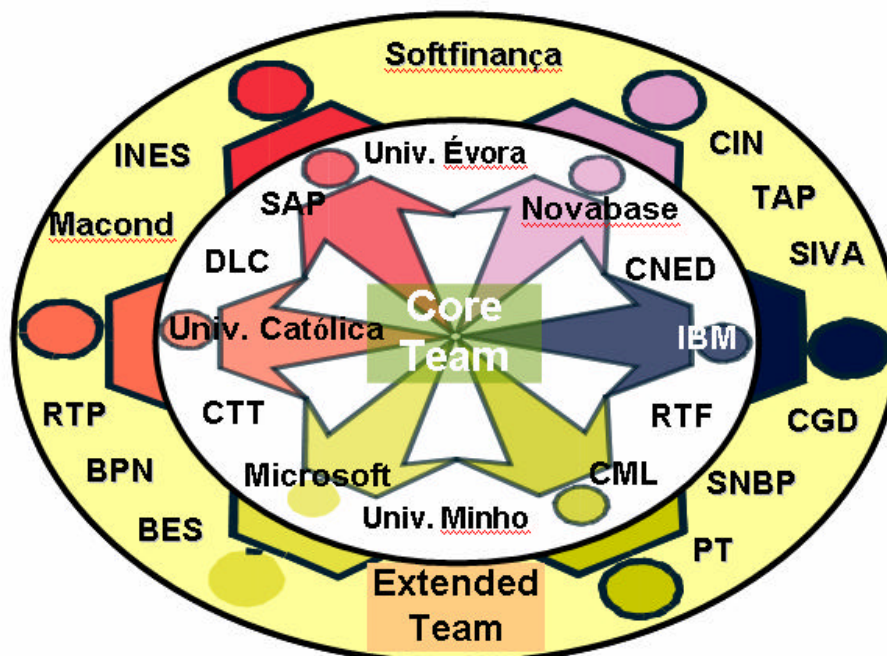 Softfinança
INES
CIN
Univ. Évora
TAP
SAP
Novabase
Macond
SIVA
DLC
CNED
Core
Team
Univ. Católica
IBM
RTP
CTT
RTF
CGD
BPN
Microsoft
CML
SNBP
BES
Univ. Minho
PT
Extended
Team